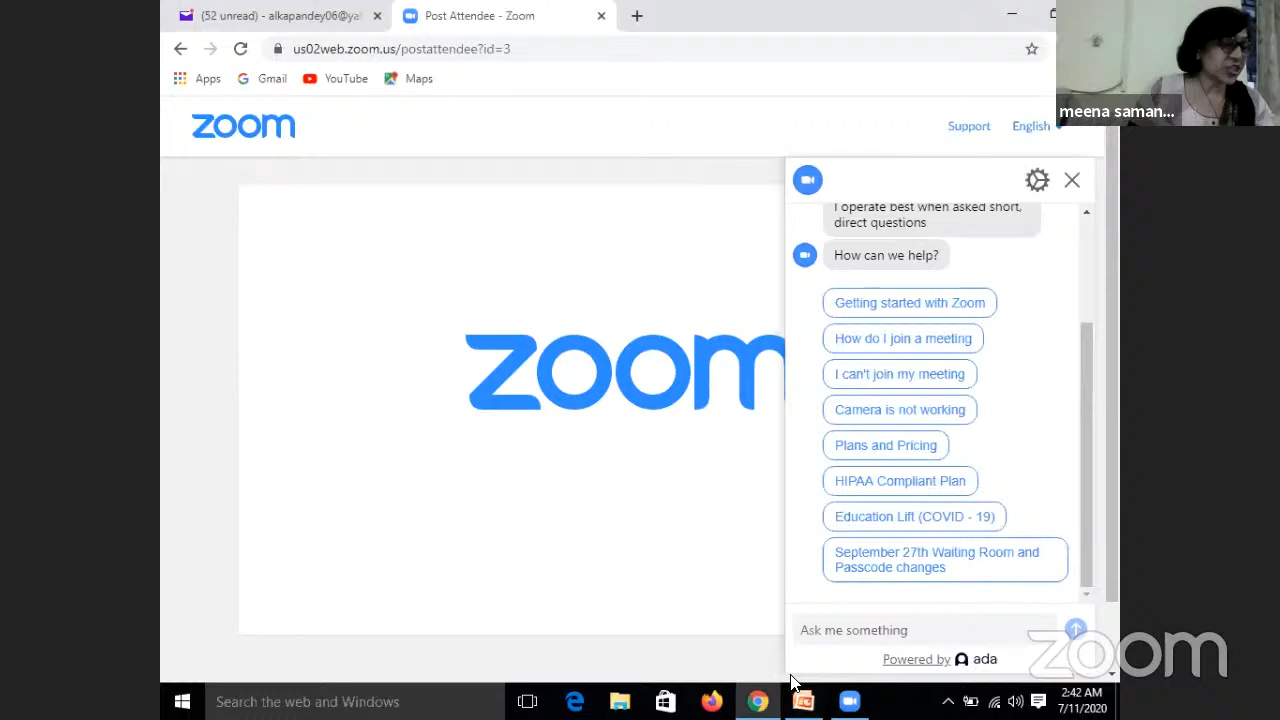 (52 unread) - alkapandey06@ya
Post Attendee - Zoom
us02web.zoom.us/postattendee?id=3
Apps
Gmail
YouTube
Maps
meena saman...
zoom
Support
English
I operate best when asked short,
direct questions
How can we help?
Getting started with Zoom
How do I join a meeting
zoom
I can't join my meeting
Camera is not working
Plans and Pricing
HIPAA Compliant Plan
Education Lift (COVID - 19)
September 27th Waiting Room and
Passcode changes
Ask me something
Powered by ada
zoom
Search the web and Windows
2:42 AM
7/11/2020